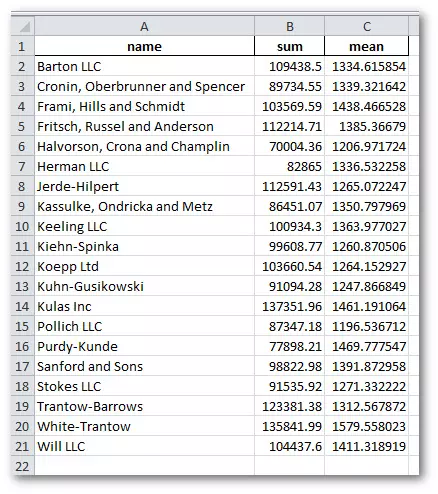 A B C
1 name sum mean
2 Barton LLC 109438.5 1334.615854
3 Cronin, Oberbrunner and Spencer 89734.55 1339.321642
4 Frami, Hills and Schmidt 103569.59 1438.466528
5 Fritsch, Russel and Anderson 112214.71 1385.36679
6 Halvorson, Crona and Champlin 70004.36 1206.971724
7 Herman LLC 82865 1336.532258
8 Jerde-Hilpert 112591.43 1265.072247
9 Kassulke, Ondricka and Metz 86451.07 1350.797969
10 Keeling LLC 100934.3 1363.977027
11 Kiehn-Spinka 99608.77 1260.870506
12 Koepp Ltd 103660.54 1264.152927
13 Kuhn-Gusikowski 91094.28 1247.866849
14 Kulas Inc 137351.96 1461.191064
15 Pollich LLC 87347.18 1196.536712
16 Purdy-Kunde 77898.21 1469.777547
17 Sanford and Sons 98822.98 1391.872958
18 Stokes LLC 91535.92 1271.332222
19 Trantow-Barrows 123381.38 1312.567872
20 White-Trantow 135841.99 1579.558023
21 Will LLC 104437.6 1411.318919
22